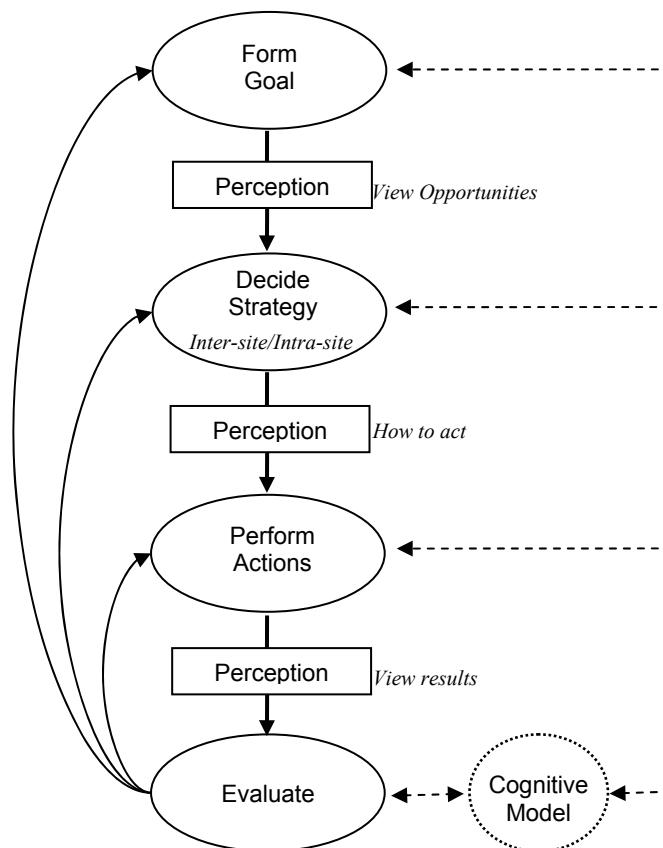 Form
Goal
Perception
View Opportunities
Decide
Strategy
Inter-site/Intra-site
Perception
How to act
Perform
Actions
Perception
View results
Evaluate
Cognitive
Model